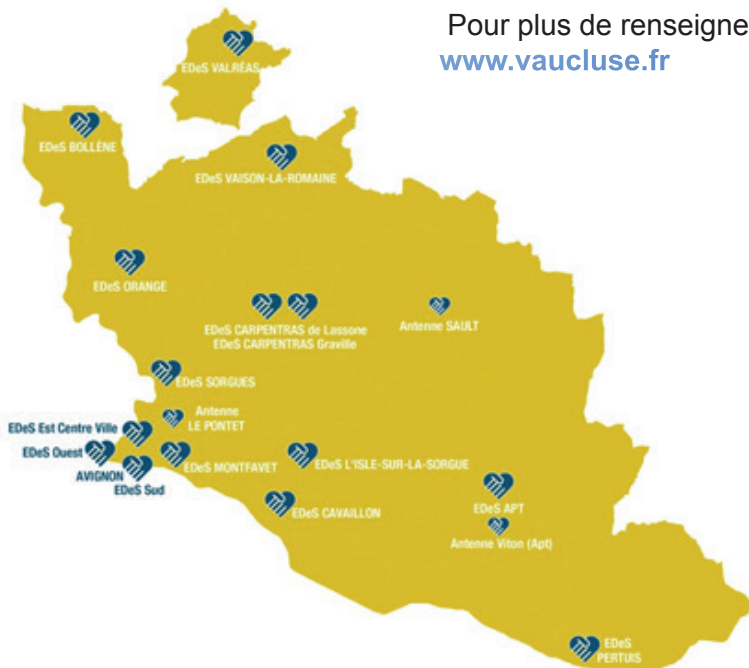 Pour plus de renseigne
www.vaucluse.fr
EDeS VALRÉAS
EDeS BOLLÈNE
EDeS VAISON-LA-ROMAINE
EDeS ORANGE
EDeS CARPENTRAS de Lassone
EDeS CARPENTRAS Graville
Antenne SAULT
EDeS SORGUES
Antenne
LE PONTET
EDeS Est Centre Ville
EDeS Ouest
AVIGNON
EDeS Sud
EDeS MONTFAVET
EDeS L'ISLE-SUR-LA-SORGUE
EDeS CAVAILLON
EDeS APT
Antenne Viton (Apt)
EDeS
PERTUIS